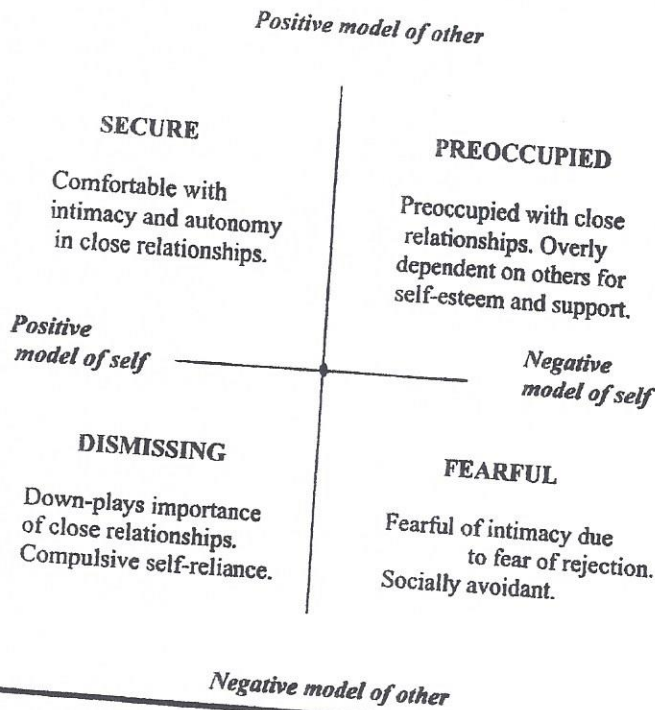 Positive model of other
SECURE
Comfortable with
intimacy and autonomy
in close relationships.
PREOCCUPIED
Preoccupied with close
relationships. Overly
dependent on others for
self-esteem and support.
Positive
model of self
Negative
model of self
DISMISSING
Down-plays importance
of close relationships.
Compulsive self-reliance.
FEARFUL
Fearful of intimacy due
to fear of rejection.
Socially avoidant.
Negative model of other